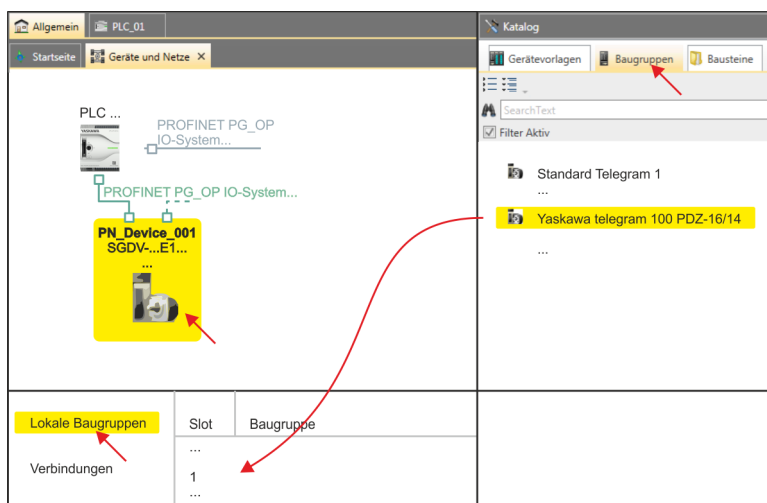 Allgemein
PLC_01
Startseite
Geräte und Netze X
PLC ...
YASKAWA
PROFINET PG_OP
IO-System...
PROFINET PG_OP IO-System...
PN_Device_001
SGDV-...E1...
...
Katalog
Gerätevorlagen
Baugruppen
Bausteine
SearchText
Filter Aktiv
Standard Telegram 1
...
Yaskawa telegram 100 PDZ-16/14
...
Lokale Baugruppen
Verbindungen
Slot
Baugruppe
...
1
...